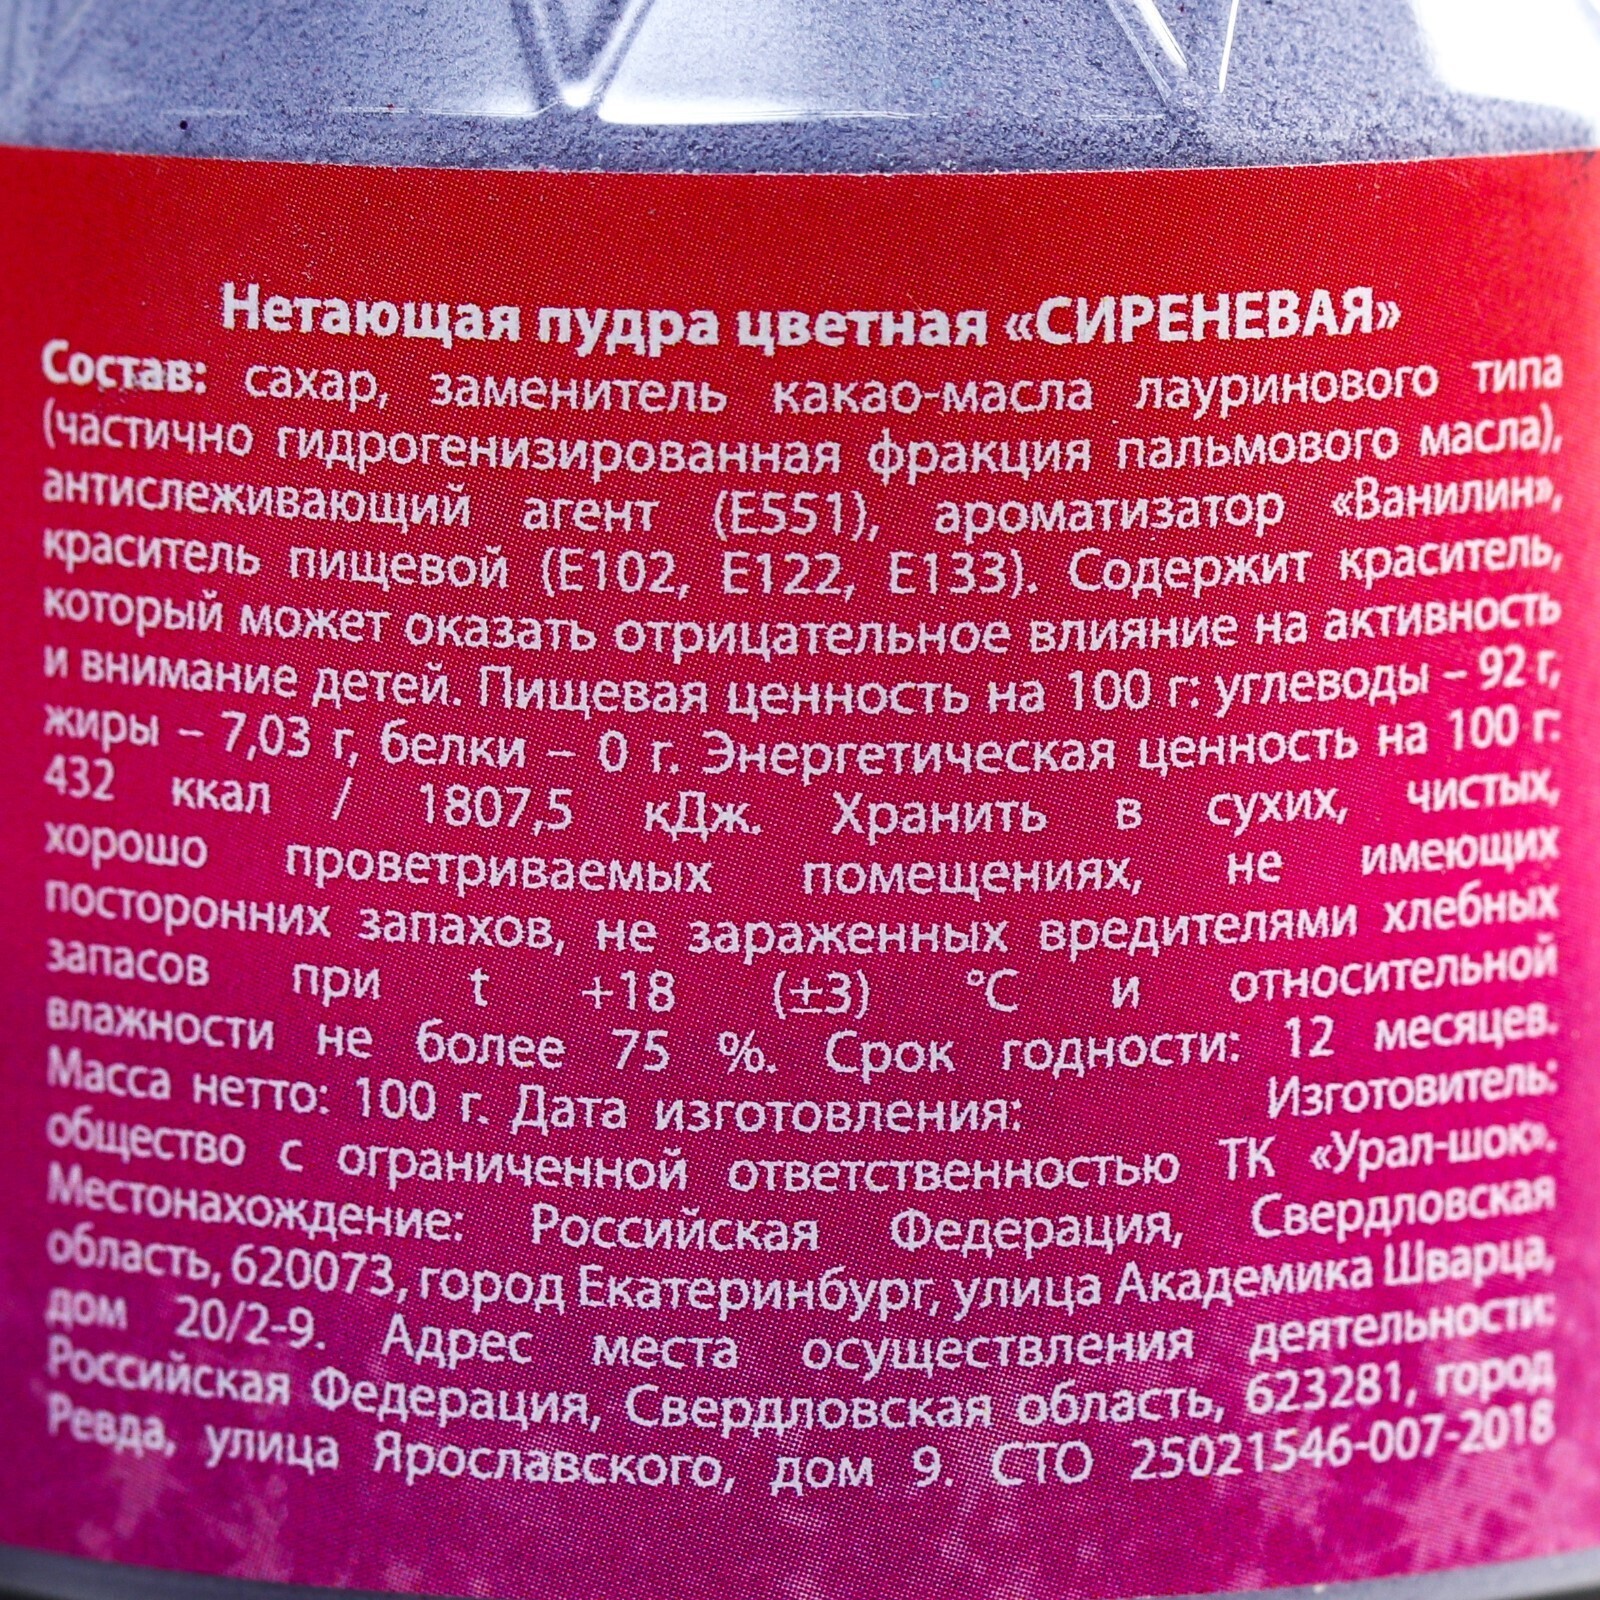 Нетающая пудра цветная «СИРЕНЕВАЯ»
Состав: сахар, заменитель какао-масла лауринового типа
(частично гидрогенизированная фракция пальмового масла),
антислеживающий агент (Е551), ароматизатор «Ванилин»,
краситель пищевой (Е102, Е122, Е133). Содержит краситель,
который может оказать отрицательное влияние на активность
и внимание детей. Пищевая ценность на 100 г: углеводы – 92 г,
жиры – 7,03 г, белки – 0 г. Энергетическая ценность на 100 г:
432 ккал / 1807,5 кДж. Хранить в сухих, чистых,
хорошо проветриваемых помещениях, не имеющих
посторонних запахов, не зараженных вредителями хлебных
запасов при t +18 (±3) °С и относительной
влажности не более 75 %. Срок годности: 12 месяцев.
Масса нетто: 100 г. Дата изготовления: Изготовитель:
общество с ограниченной ответственностью ТК «Урал-шок».
Местонахождение: Российская Федерация, Свердловская
область, 620073, город Екатеринбург, улица Академика Шварца,
дом 20/2-9. Адрес места осуществления деятельности:
Российская Федерация, Свердловская область, 623281, город
Ревда, улица Ярославского, дом 9. СТО 25021546-007-2018